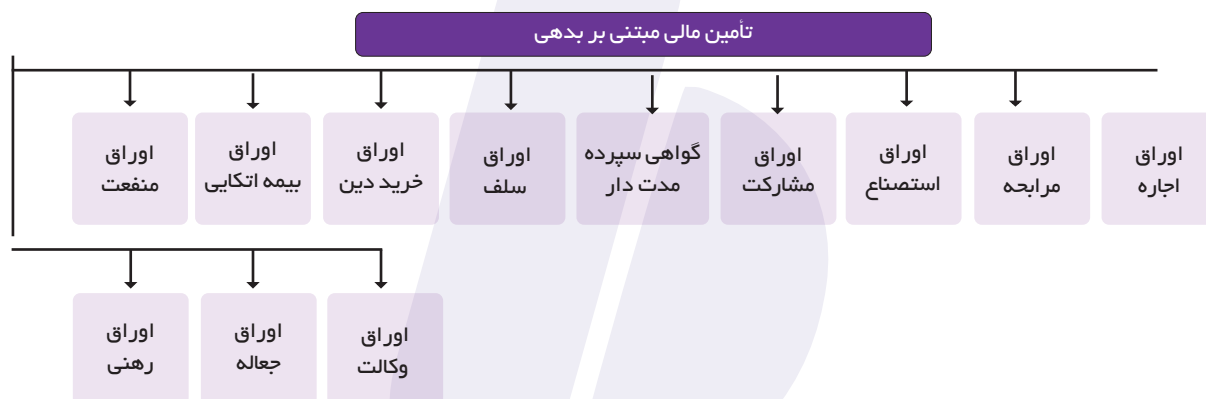 تأمین مالی مبتنی بر بدهی
اوراق
اجاره
اوراق
مرابحه
اوراق
استصناع
اوراق
مشارکت
گواهی سپرده
مدت دار
اوراق
سلف
اوراق
خرید دین
اوراق
بیمه اتکایی
اوراق
منفعت
اوراق
وکالت
اوراق
جعاله
اوراق
رهنی